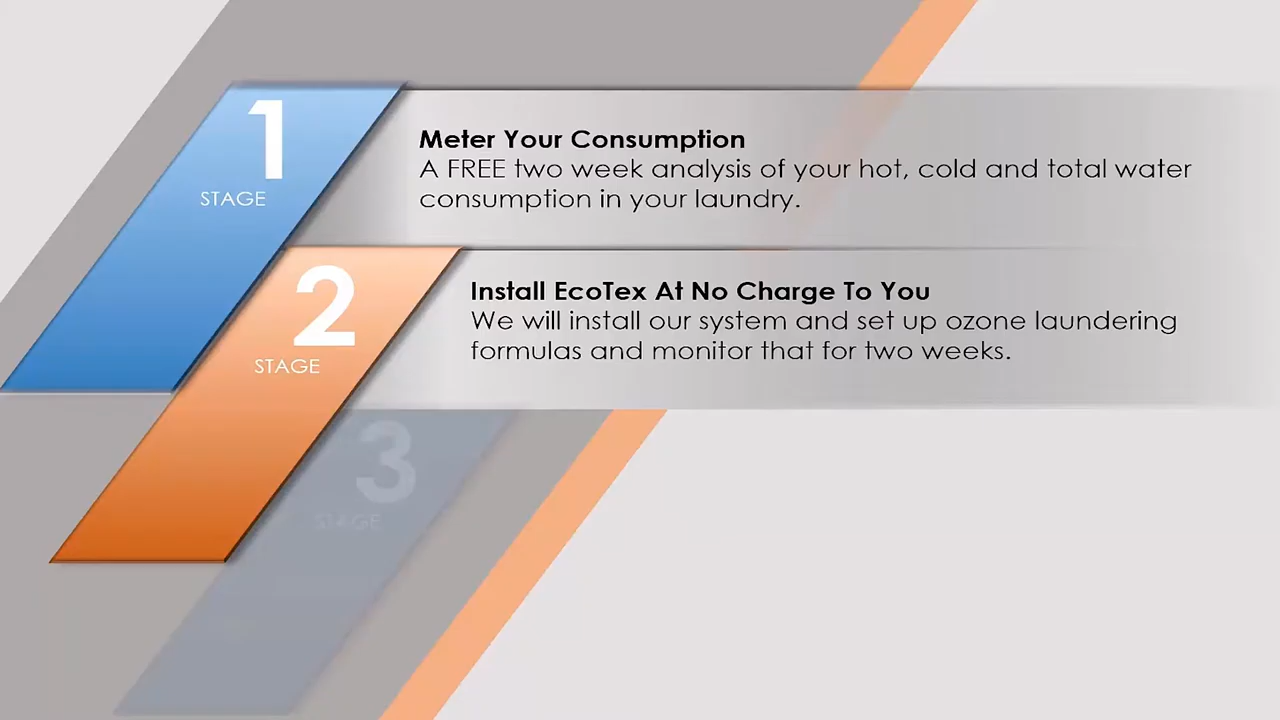 1
STAGE
Meter Your Consumption
A FREE two week analysis of your hot, cold and total water
consumption in your laundry.
2
STAGE
Install EcoTex At No Charge To You
We will install our system and set up ozone laundering
formulas and monitor that for two weeks.
3
STAGE